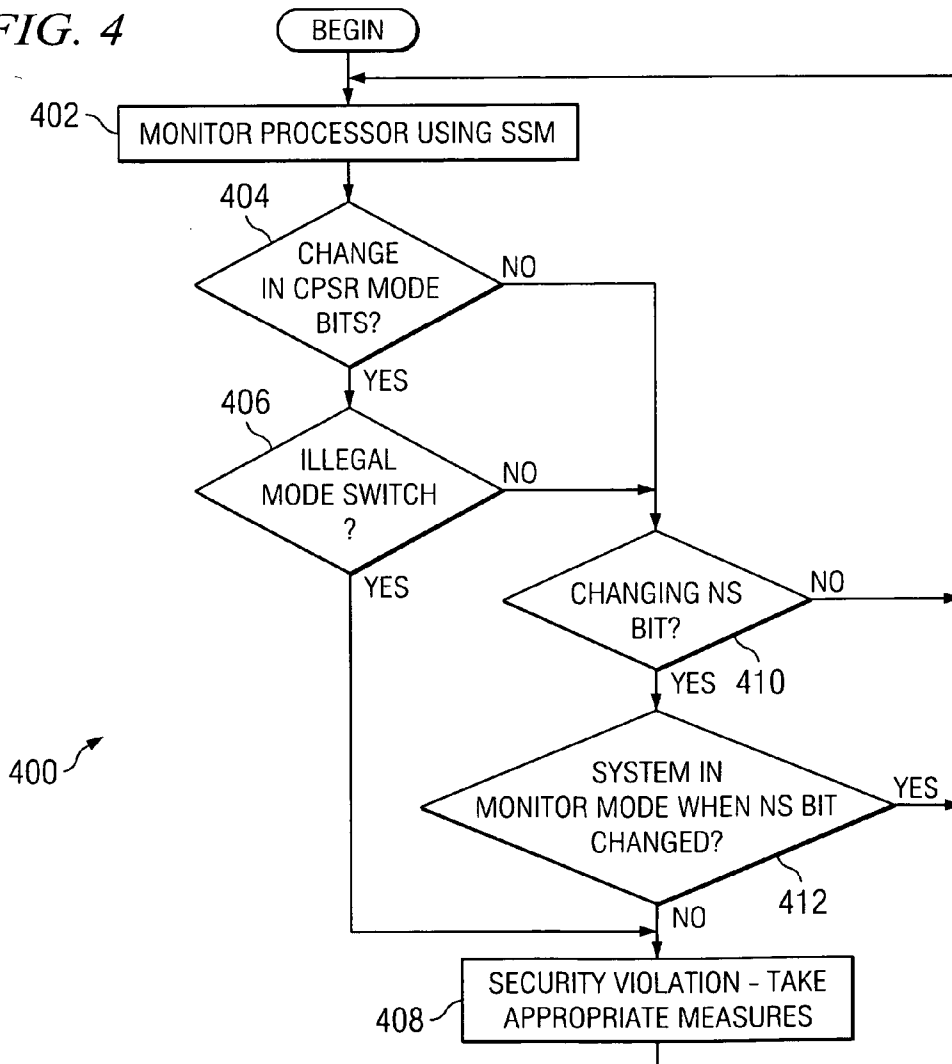 FIG. 4
BEGIN
402
MONITOR PROCESSOR USING SSM
404
CHANGE
IN CPSR MODE
BITS?
NO
YES
406
ILLEGAL
MODE SWITCH
?
NO
YES
CHANGING NS
BIT?
NO
YES
410
400
SYSTEM IN
MONITOR MODE WHEN NS BIT
CHANGED?
YES
412
NO
408
SECURITY VIOLATION - TAKE
APPROPRIATE MEASURES